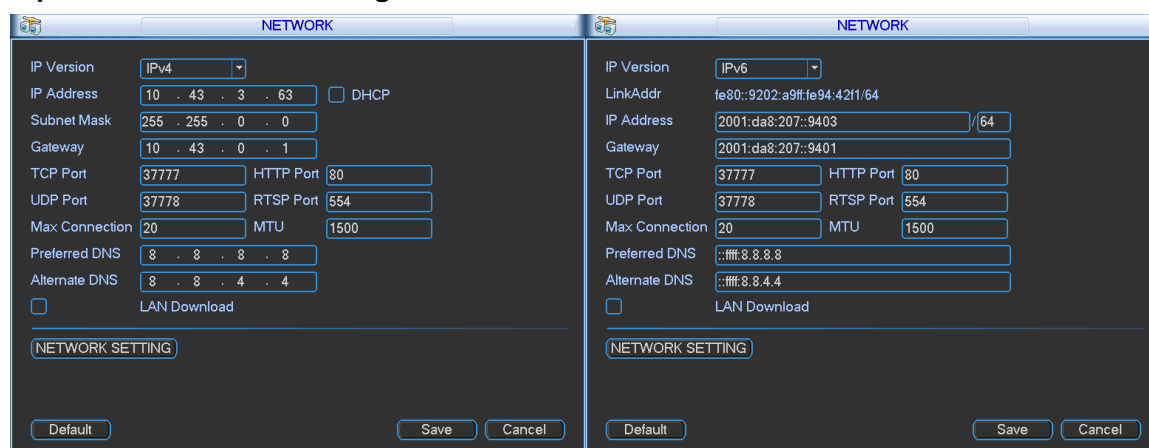 NETWORK
IP Version IPv4
IP Address 10 . 43 . 3 . 63 DHCP
Subnet Mask 255 . 255 . 0 . 0
Gateway 10 . 43 . 0 . 1
TCP Port 37777 HTTP Port 80
UDP Port 37778 RTSP Port 554
Max Connection 20 MTU 1500
Preferred DNS 8 . 8 . 8 . 8
Alternate DNS 8 . 8 . 4 . 4
LAN Download
NETWORK SETTING
Default Save Cancel
NETWORK
IP Version IPv6
LinkAddr fe80::9202:a9ff:fe94:42f1/64
IP Address 2001:da8:207::9403 / 64
Gateway 2001:da8:207::9401
TCP Port 37777 HTTP Port 80
UDP Port 37778 RTSP Port 554
Max Connection 20 MTU 1500
Preferred DNS ::ffff:8.8.8.8
Alternate DNS ::ffff:8.8.4.4
LAN Download
NETWORK SETTING
Default Save Cancel